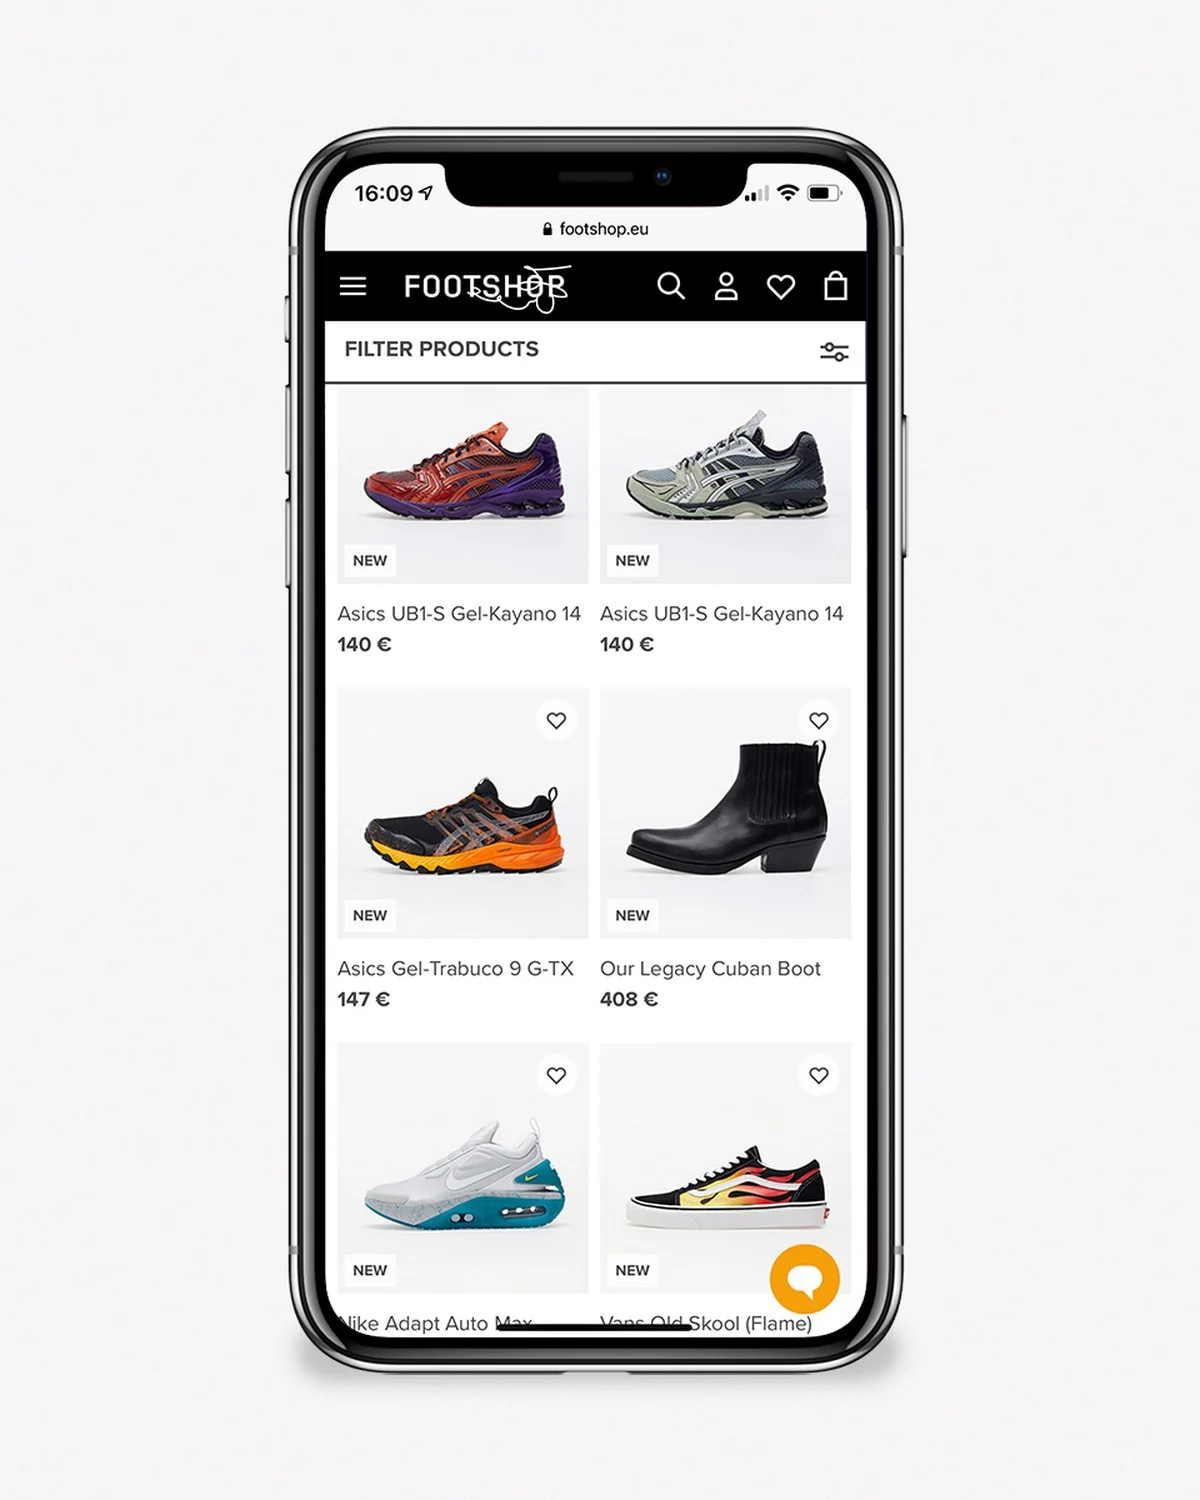 16:09
footshop.eu
FOOTSHOP
FILTER PRODUCTS
NEW
NEW
Asics UB1-S Gel-Kayano 14
Asics UB1-S Gel-Kayano 14
140 €
140 €
NEW
NEW
Asics Gel-Trabuco 9 G-TX
Our Legacy Cuban Boot
147 €
408 €
NEW
NEW
Nike Adapt Auto Max
Vans Old Skool (Flame)